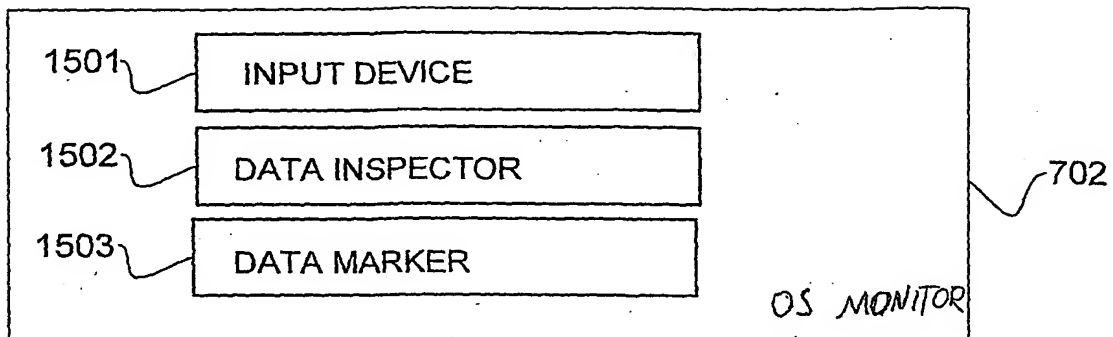 1501 INPUT DEVICE
1502 DATA INSPECTOR
702
1503 DATA MARKER
OS MONITOR